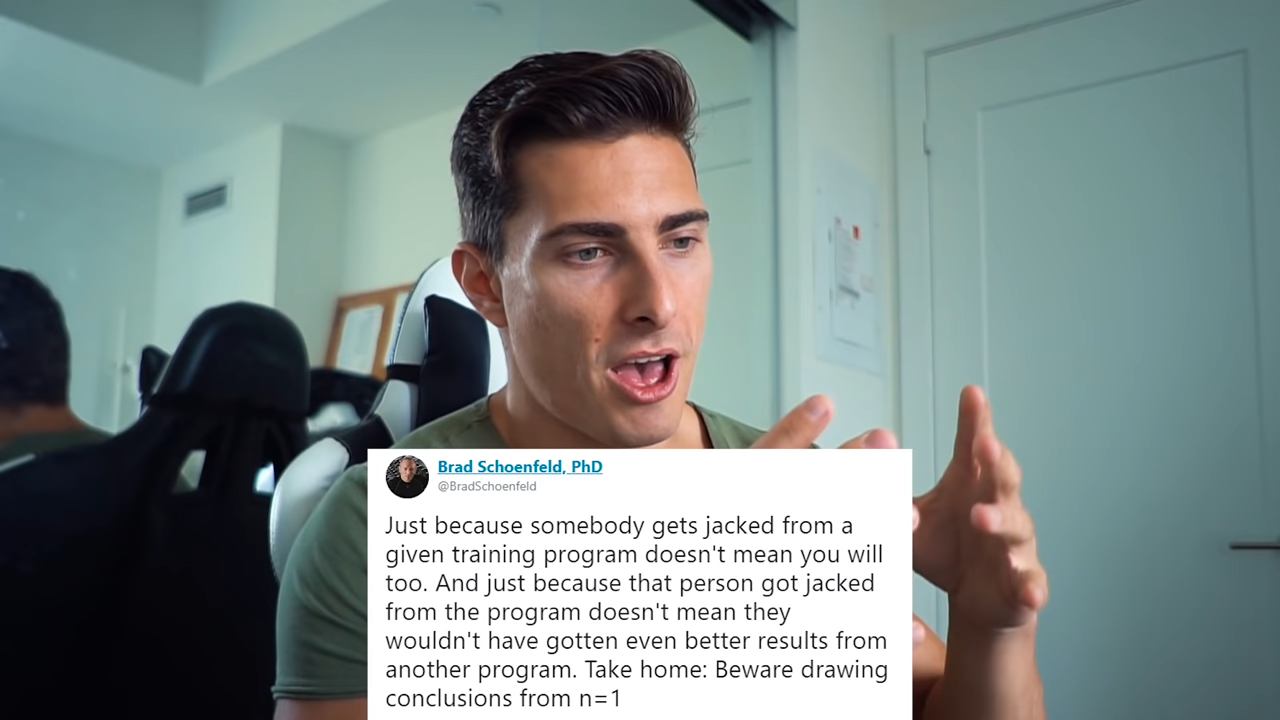 Brad Schoenfeld, PhD
@BradSchoenfeld
Just because somebody gets jacked from a
given training program doesn't mean you will
too. And just because that person got jacked
from the program doesn't mean they
wouldn't have gotten even better results from
another program. Take home: Beware drawing
conclusions from n=1